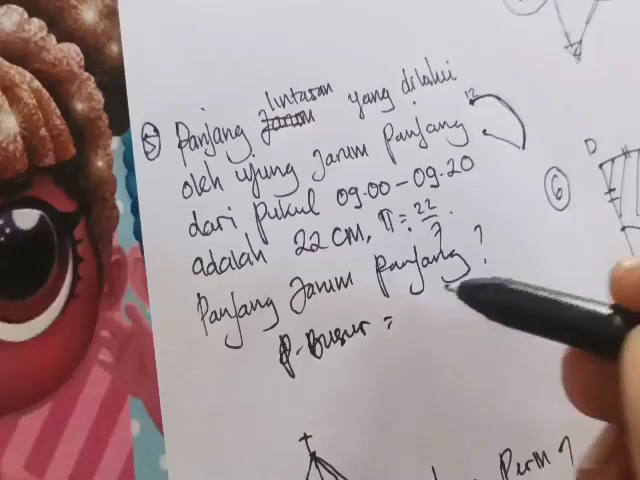 5 Panjang lintasan yang dilalui
12
oleh ujung Jarum Panjang
dari pukul 09.00 - 09.20
adalah 22 CM, π = 22/7.
Panjang Jarum Panjang ?
P. Busur =
6
D